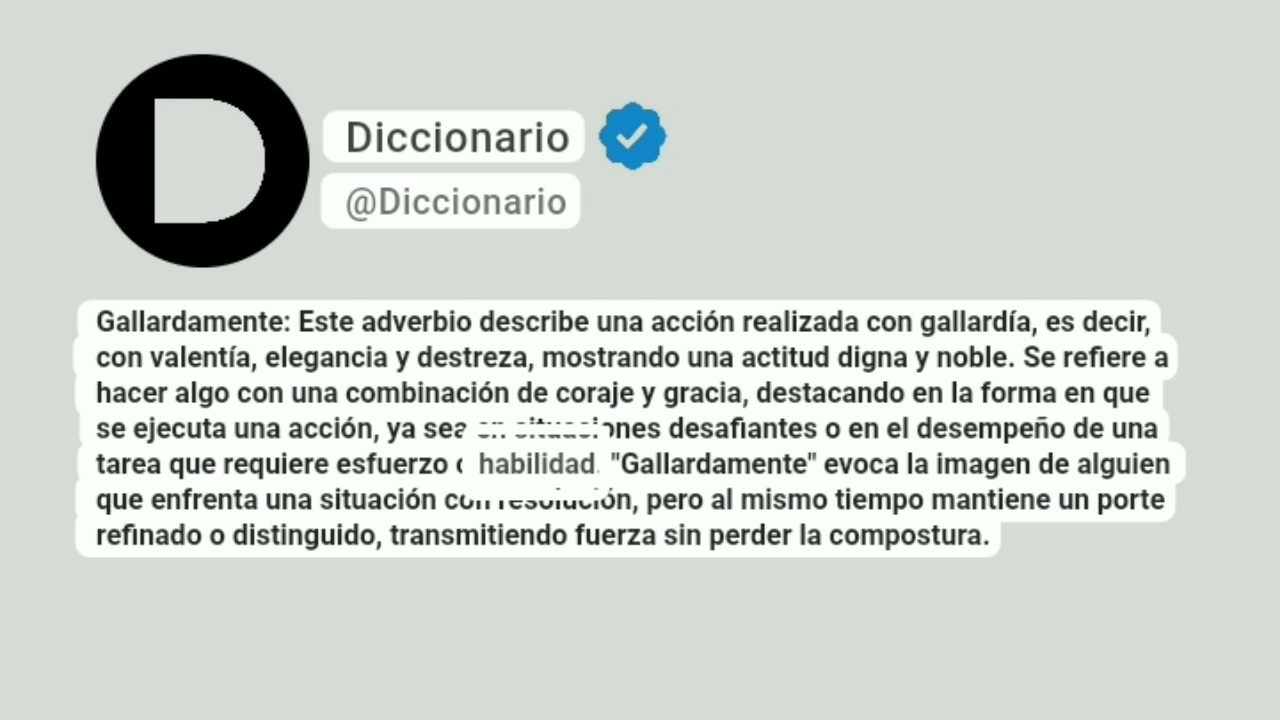 D
Diccionario
@Diccionario
Gallardamente: Este adverbio describe una acción realizada con gallardía, es decir,
con valentía, elegancia y destreza, mostrando una actitud digna y noble. Se refiere a
hacer algo con una combinación de coraje y gracia, destacando en la forma en que
se ejecuta una acción, ya sea en situaciones desafiantes o en el desempeño de una
tarea que requiere esfuerzo habilidad. "Gallardamente" evoca la imagen de alguien
que enfrenta una situación con resolución, pero al mismo tiempo mantiene un porte
refinado o distinguido, transmitiendo fuerza sin perder la compostura.